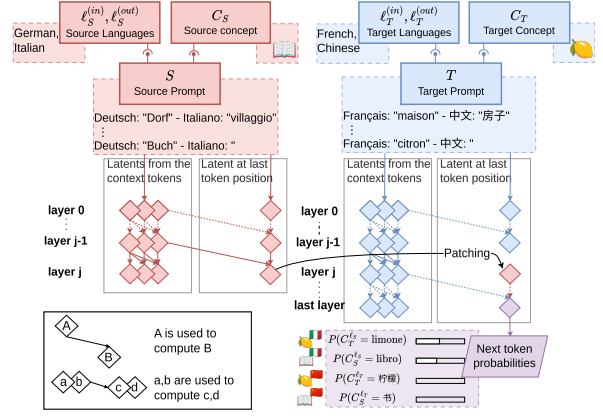 ℓ_S^(in), ℓ_S^(out)
Source Languages
C_S
Source concept
German,
Italian
S
Source Prompt
Deutsch: "Dorf" - Italiano: "villaggio"
⋮
Deutsch: "Buch" - Italiano: "
Latents from the
context tokens
Latent at last
token position
layer 0
⋮
layer j-1
layer j
ℓ_T^(in), ℓ_T^(out)
Target Languages
C_T
Target Concept
French,
Chinese
T
Target Prompt
Français: "maison" - 中文: "房子"
⋮
Français: "citron" - 中文: "
Latents from the
context tokens
Latent at last
token position
layer 0
⋮
layer j-1
layer j
⋮
last layer
Patching
A
B
A is used to
compute B
a b
c d
a,b are used to
compute c,d
P(C_T^{ℓ_S} = limone)
P(C_S^{ℓ_S} = libro)
P(C_T^{ℓ_T} = 柠檬)
P(C_S^{ℓ_T} = 书)
Next token
probabilities